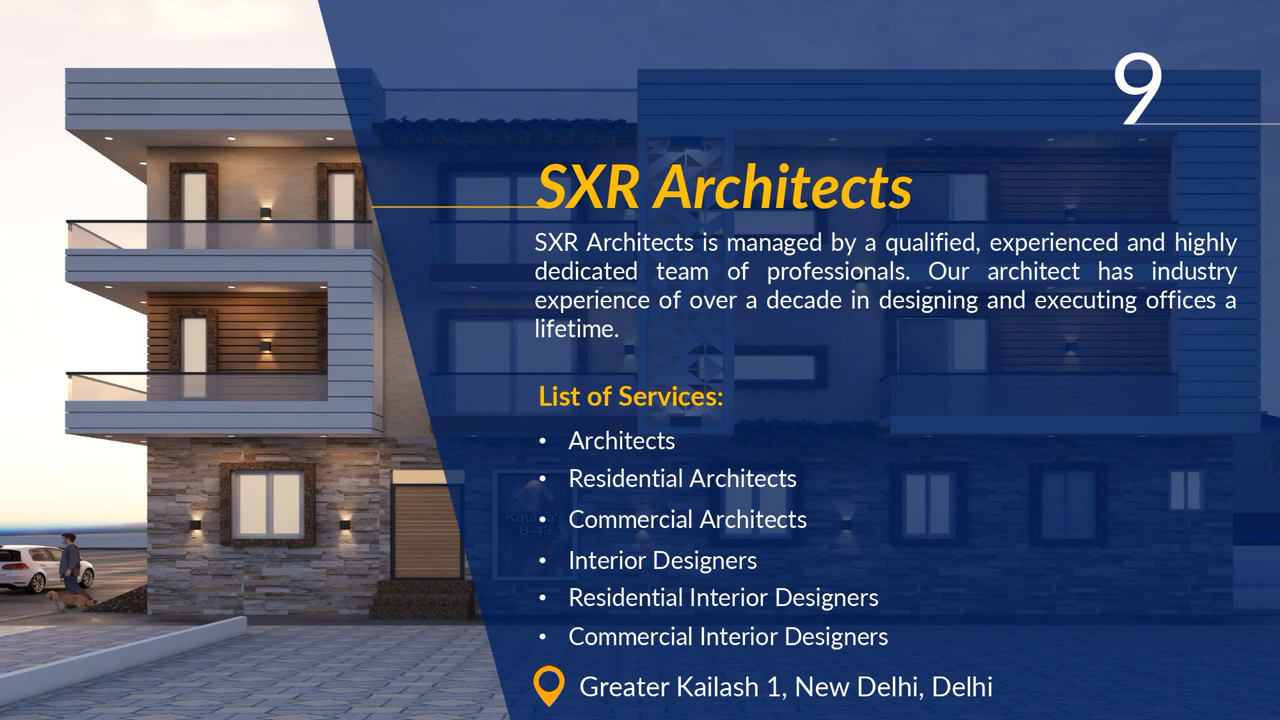 9
SXR Architects
SXR Architects is managed by a qualified, experienced and highly
dedicated team of professionals. Our architect has industry
experience of over a decade in designing and executing offices a
lifetime.
List of Services:
• Architects
• Residential Architects
• Commercial Architects
• Interior Designers
• Residential Interior Designers
• Commercial Interior Designers
Greater Kailash 1, New Delhi, Delhi